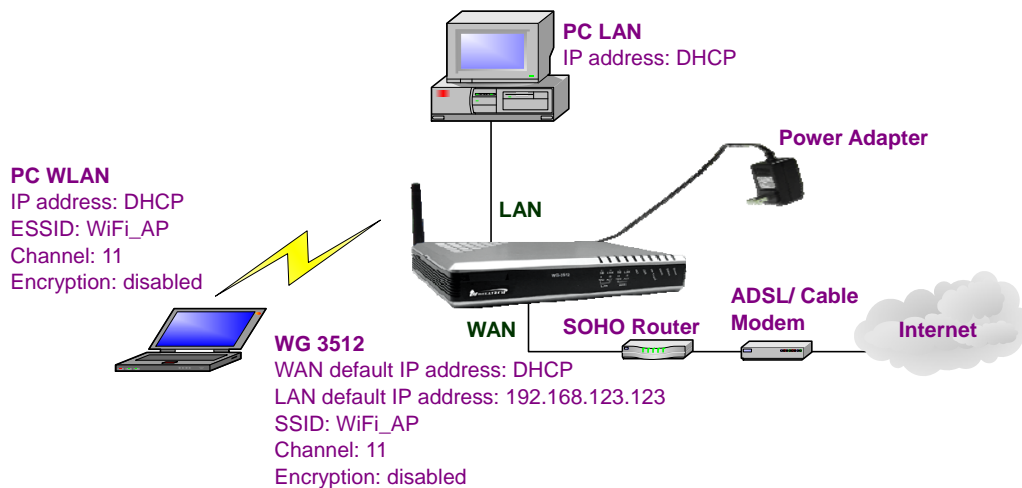 PC LAN
IP address: DHCP
Power Adapter
PC WLAN
IP address: DHCP
ESSID: WiFi_AP
Channel: 11
Encryption: disabled
LAN
WAN
SOHO Router
ADSL/ Cable
Modem
Internet
WG 3512
WAN default IP address: DHCP
LAN default IP address: 192.168.123.123
SSID: WiFi_AP
Channel: 11
Encryption: disabled